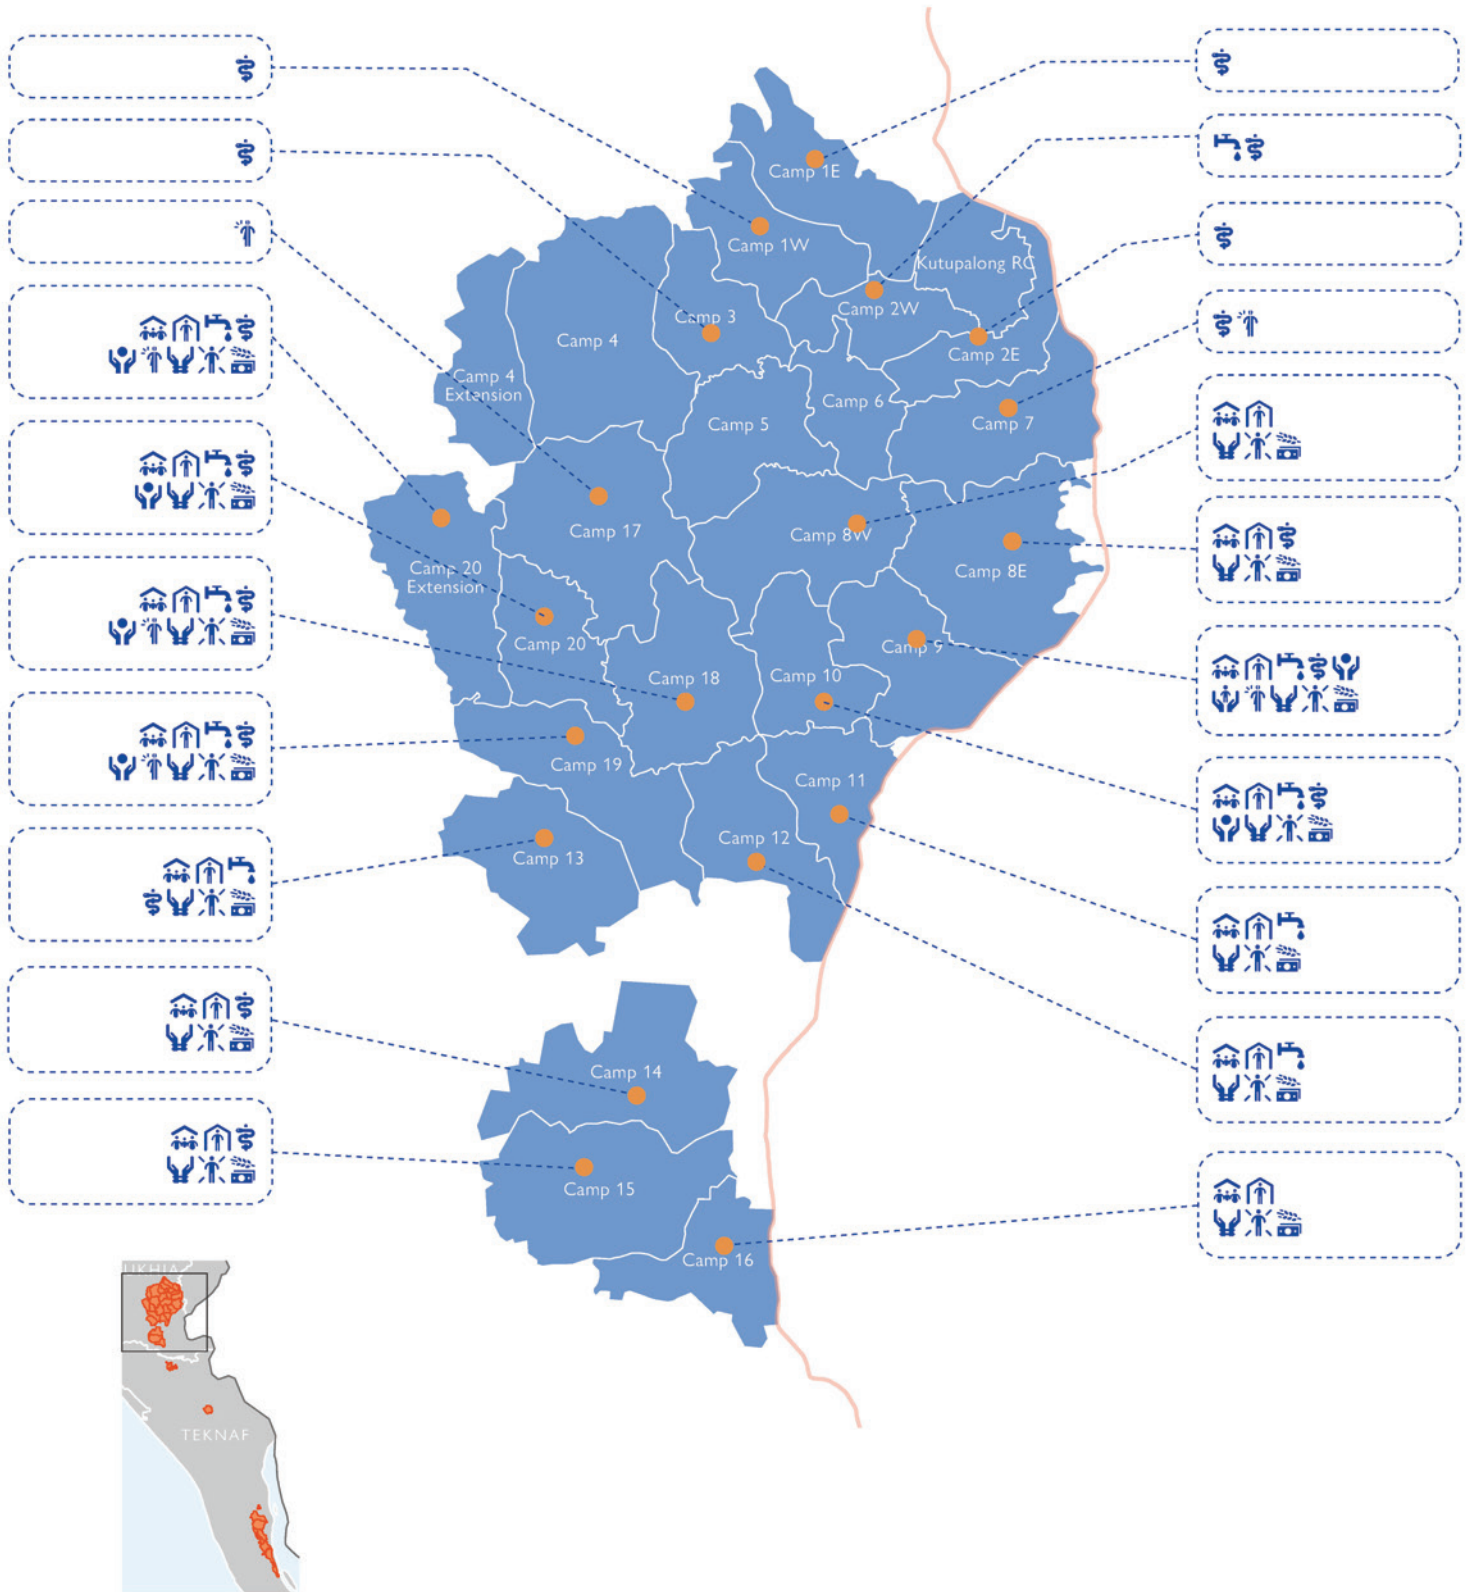 Camp 1E
Camp 1W
Kutupalong RC
Camp 2W
Camp 3
Camp 4
Camp 2E
Camp 4
Extension
Camp 6
Camp 5
Camp 7
Camp 17
Camp 8W
Camp 20
Extension
Camp 8E
Camp 20
Camp 9
Camp 18
Camp 10
Camp 19
Camp 11
Camp 12
Camp 13
Camp 14
Camp 15
Camp 16
UKHIA
TEKNAF